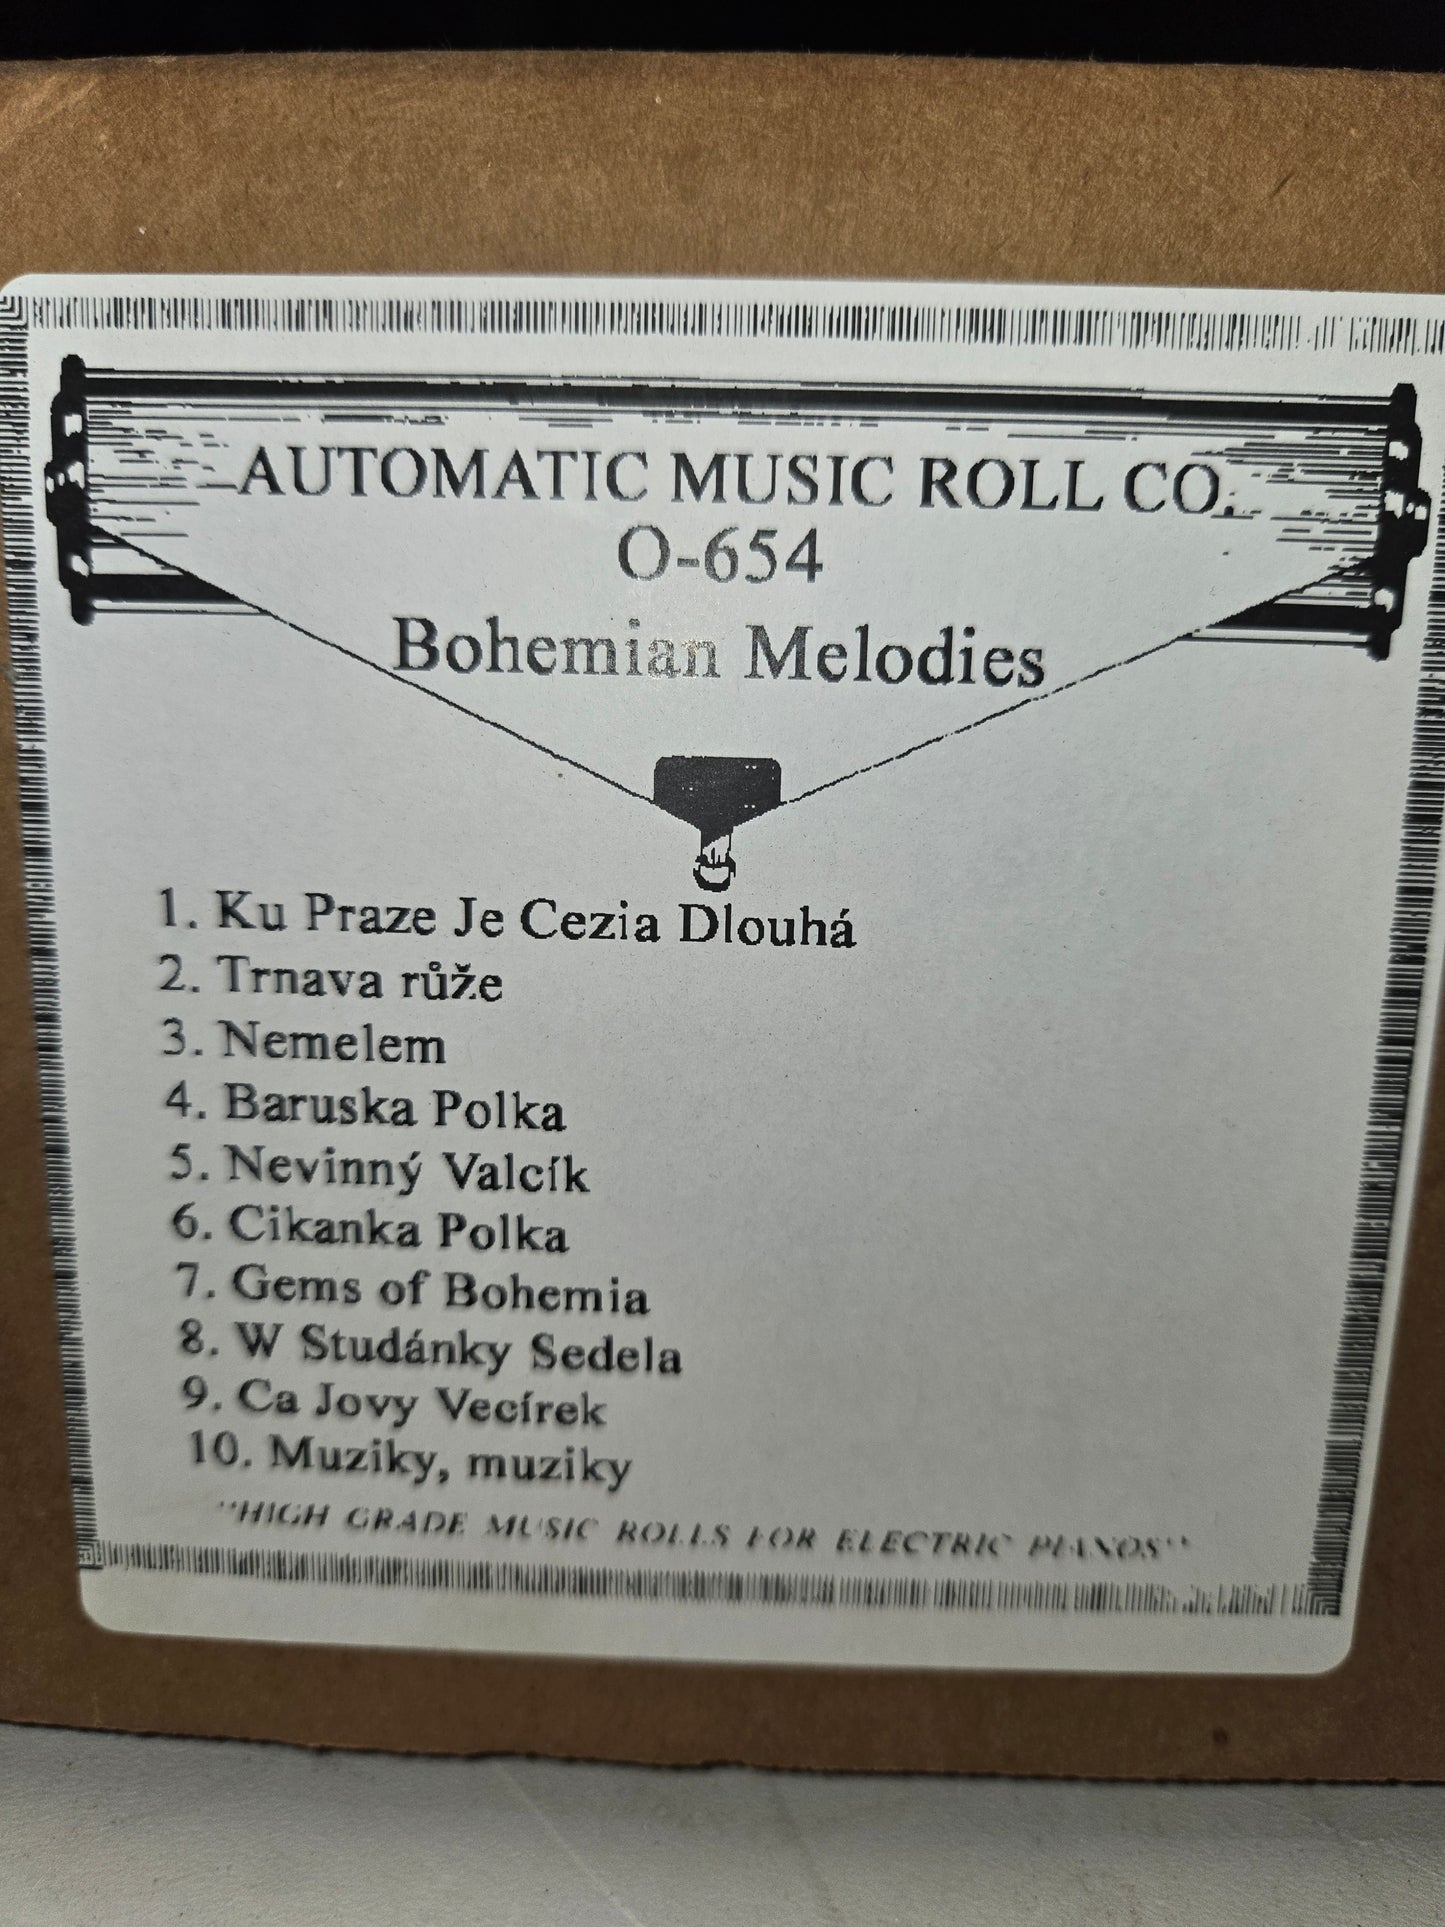 AUTOMATIC MUSIC ROLL CO.
O-654
Bohemian Melodies
1. Ku Praze Je Cezia Dlouhá
2. Trnava růže
3. Nemelem
4. Baruska Polka
5. Nevinný Valcík
6. Cikanka Polka
7. Gems of Bohemia
8. W Studánky Sedela
9. Ca Jovy Vecírek
10. Muziky, muziky
"HIGH GRADE MUSIC ROLLS FOR ELECTRIC PIANOS"